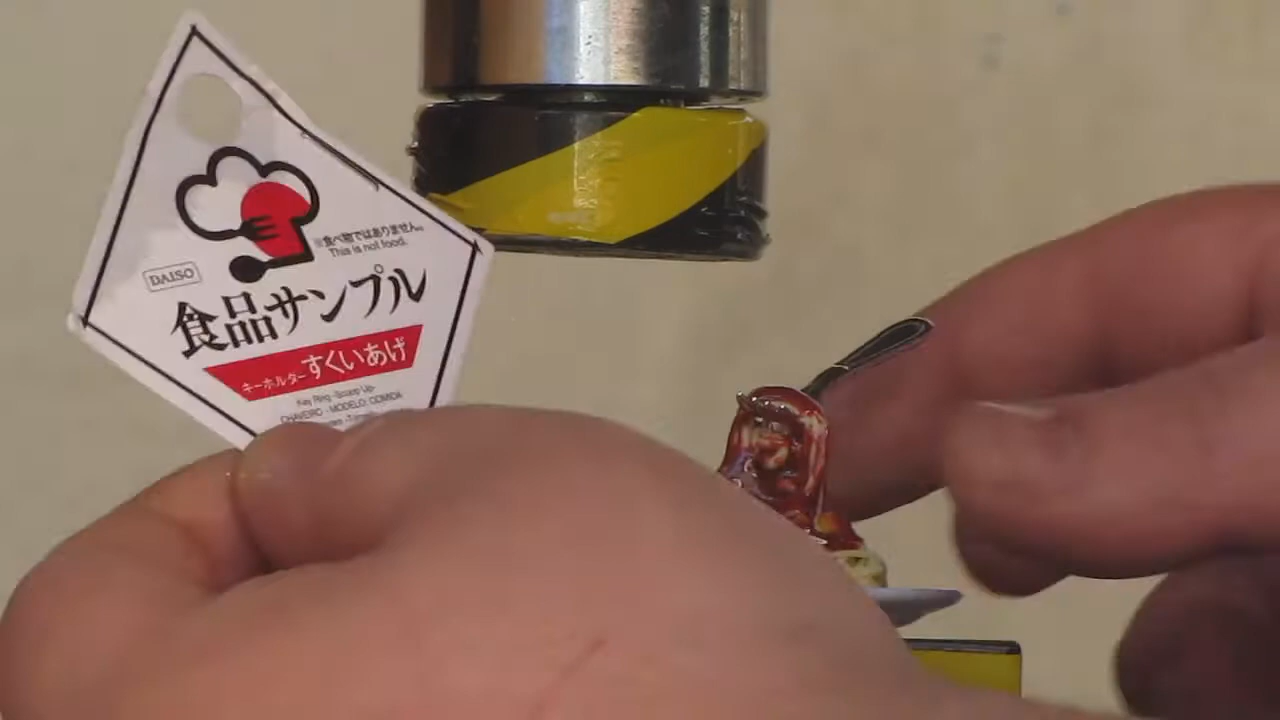 ※食べ物ではありません。
This is not food.
DAISO
食品サンプル
キーホルダー すくいあげ
Key Ring -Scoop Up-
CHAVEIRO - MODELO: COMIDA